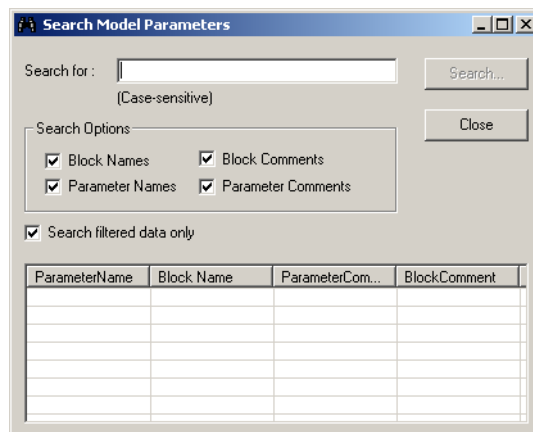 Search Model Parameters
Search for : Search...
(Case-sensitive)
Close
Search Options
Block Names Block Comments
Parameter Names Parameter Comments
Search filtered data only
ParameterName Block Name ParameterCom... BlockComment